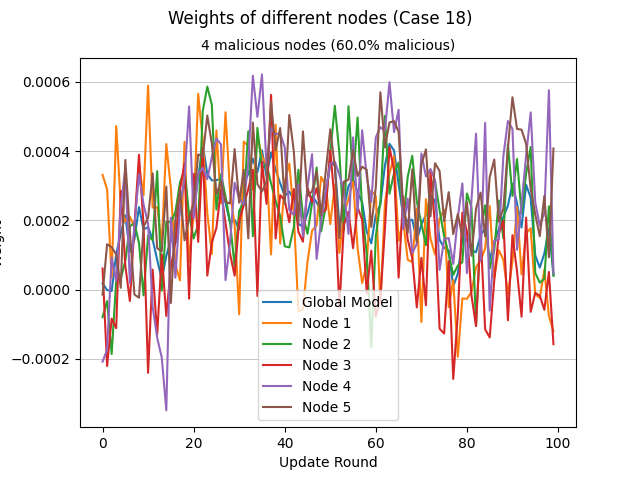 Weights of different nodes (Case 18)
4 malicious nodes (60.0% malicious)
0.0006
0.0004
0.0002
0.0000
−0.0002
0 20 40 60 80 100
Update Round
Global Model
Node 1
Node 2
Node 3
Node 4
Node 5